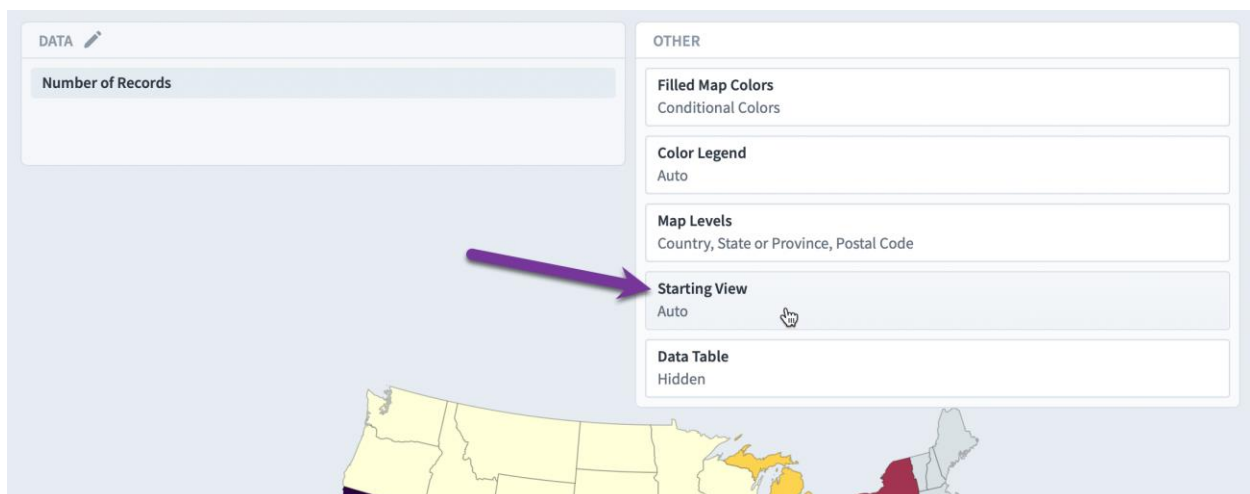 DATA
Number of Records
OTHER
Filled Map Colors
Conditional Colors
Color Legend
Auto
Map Levels
Country, State or Province, Postal Code
Starting View
Auto
Data Table
Hidden